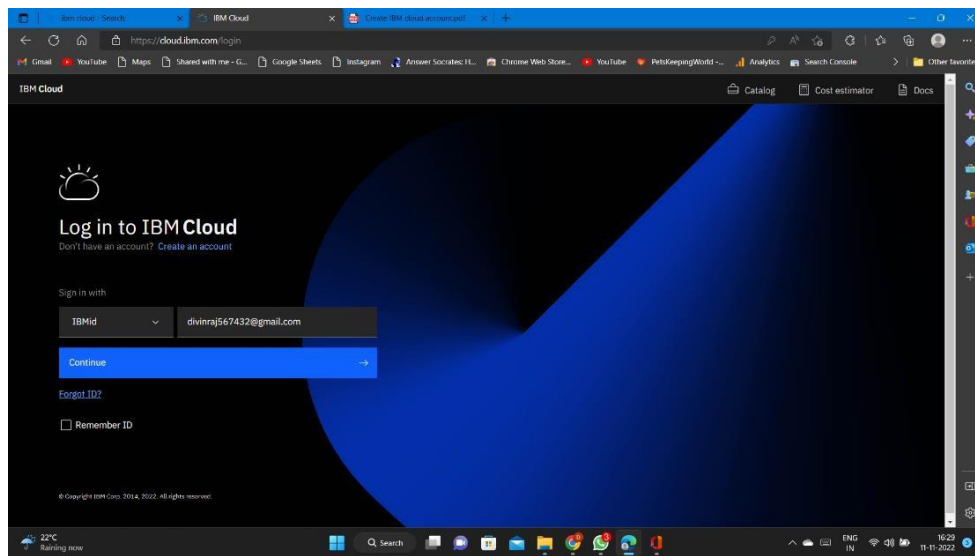 ibm cloud - Search
IBM Cloud
Create IBM cloud account.pdf
https://cloud.ibm.com/login
Gmail YouTube Maps Shared with me - G... Google Sheets Instagram Answer Socrates: H... Chrome Web Store... YouTube PetsKeepingWorld -... Analytics Search Console Other favorite
IBM Cloud Catalog Cost estimator Docs
Log in to IBM Cloud
Don't have an account? Create an account
Sign in with
IBMid divinraj567432@gmail.com
Continue
Forgot ID?
Remember ID
© Copyright IBM Corp. 2014, 2022. All rights reserved.
22°C
Raining now
Search
ENG
IN
16:29
11-11-2022